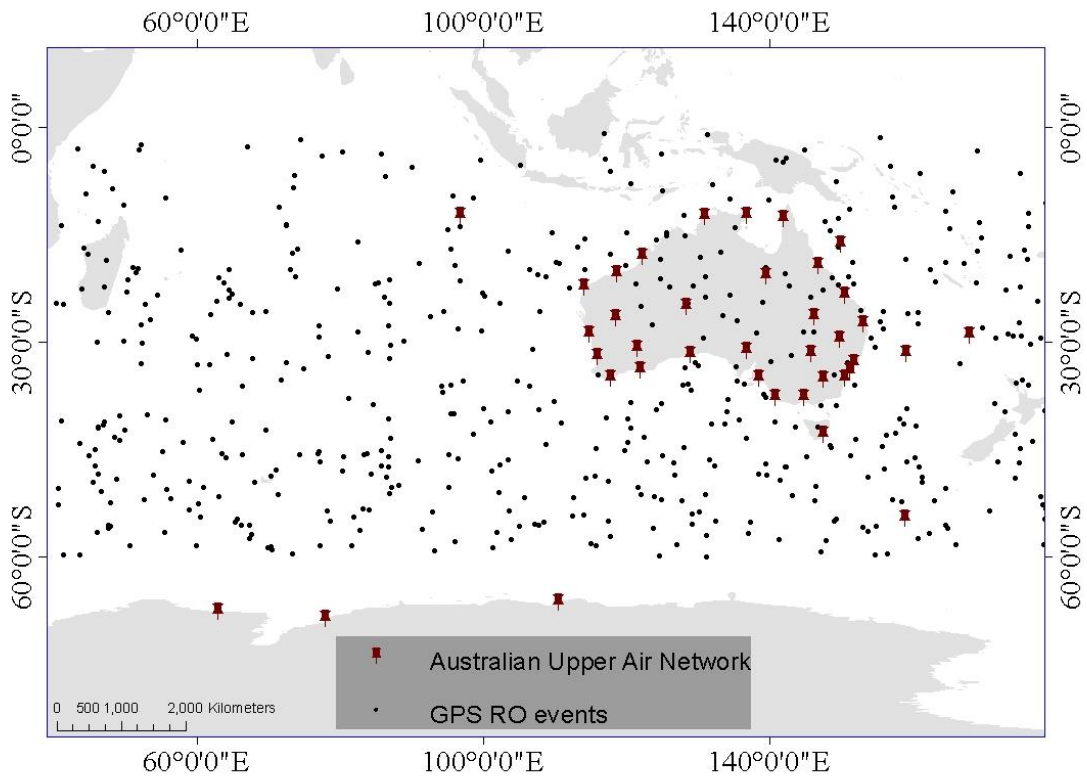 60°0'0"E 100°0'0"E 140°0'0"E
0°0'0" 0°0'0"
30°0'0"S 30°0'0"S
60°0'0"S 60°0'0"S
Australian Upper Air Network
GPS RO events
0 500 1,000 2,000 Kilometers
60°0'0"E 100°0'0"E 140°0'0"E